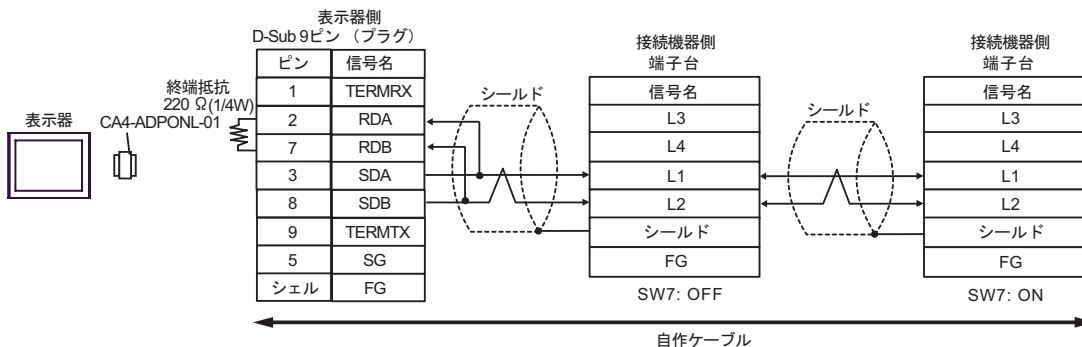 表示器
CA4-ADPONL-01
終端抵抗
220 Ω(1/4W)
表示器側
D-Sub 9ピン （プラグ）
ピン 信号名
1 TERMRX
2 RDA
7 RDB
3 SDA
8 SDB
9 TERMTX
5 SG
シェル FG
シールド
接続機器側
端子台
信号名
L3
L4
L1
L2
シールド
FG
SW7: OFF
シールド
接続機器側
端子台
信号名
L3
L4
L1
L2
シールド
FG
SW7: ON
自作ケーブル